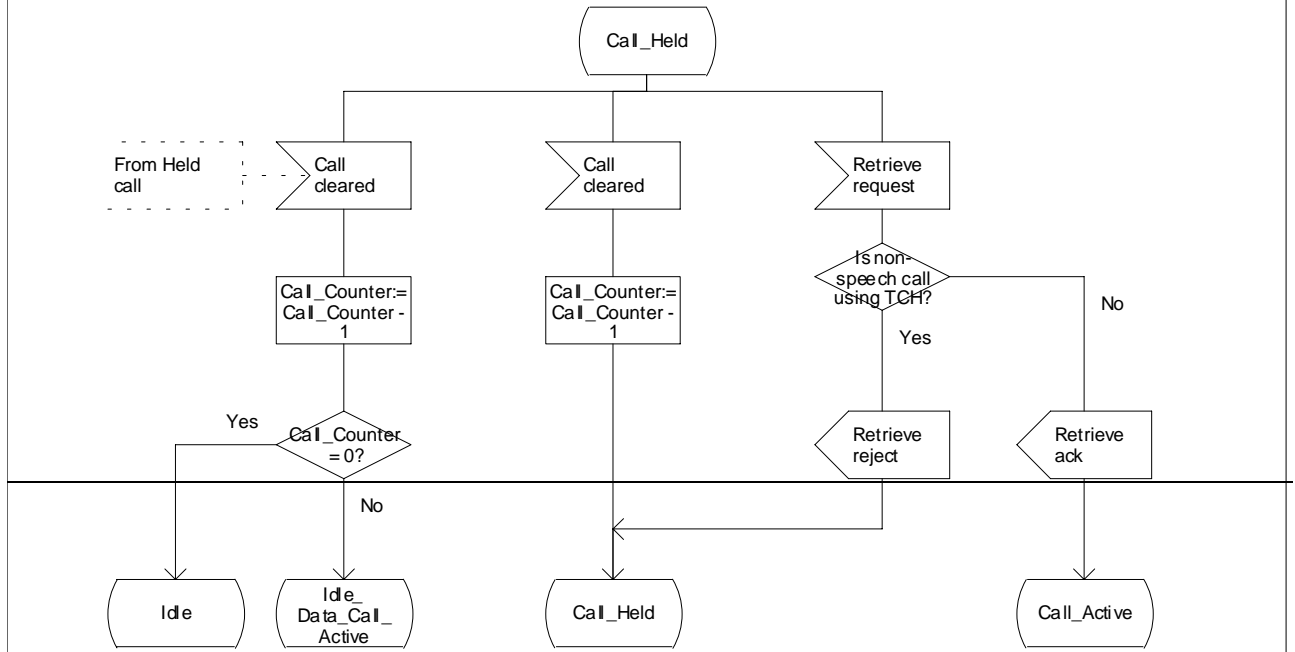 Call_Held
From Held
call
Call
cleared
Call
cleared
Retrieve
request
Call_Counter:=
Call_Counter -
1
Call_Counter:=
Call_Counter -
1
Is non-
speech call
using TCH?
No
Yes
Yes
Call_Counter
= 0?
No
Retrieve
reject
Retrieve
ack
Idle
Idle_
Data_Call_
Active
Call_Held
Call_Active